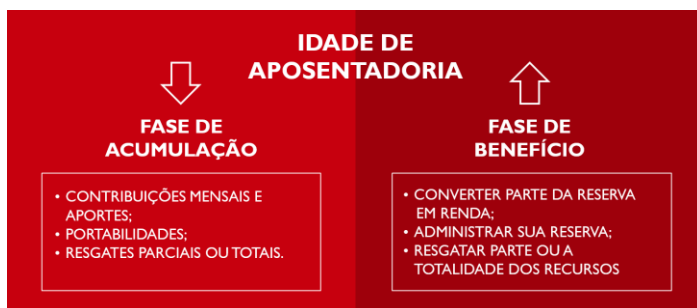 IDADE DE
APOSENTADORIA
FASE DE
ACUMULAÇÃO
• CONTRIBUIÇÕES MENSAIS E
APORTES;
• PORTABILIDADES;
• RESGATES PARCIAIS OU TOTAIS.
FASE DE
BENEFÍCIO
• CONVERTER PARTE DA RESERVA
EM RENDA;
• ADMINISTRAR SUA RESERVA;
• RESGATAR PARTE OU A
TOTALIDADE DOS RECURSOS